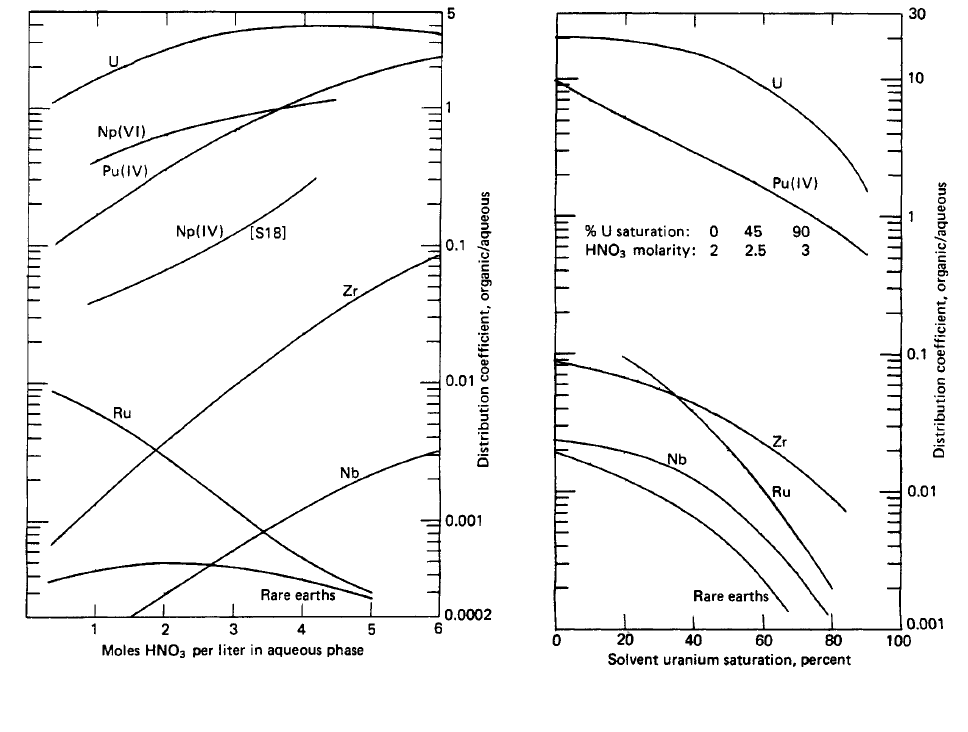 5
1
0.1
0.01
0.001
0.0002
Distribution coefficient, organic/aqueous
U
Np(VI)
Pu(IV)
Np(IV) [S18]
Zr
Ru
Nb
Rare earths
1 2 3 4 5 6
Moles HNO₃ per liter in aqueous phase
30
10
1
0.1
0.01
0.001
Distribution coefficient, organic/aqueous
U
Pu(IV)
% U saturation: 0 45 90
HNO₃ molarity: 2 2.5 3
Zr
Nb
Ru
Rare earths
0 20 40 60 80 100
Solvent uranium saturation, percent